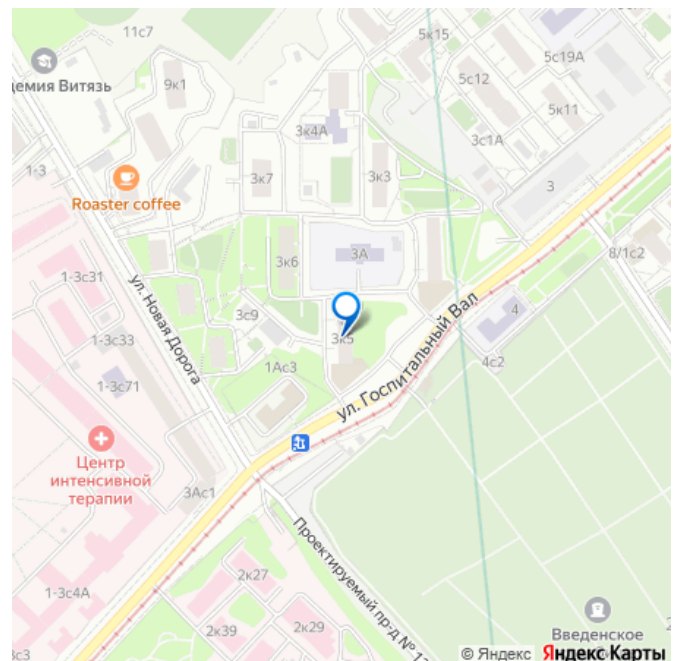 11с7
5к15
5с19А
демия Витязь
9к1
5с12
5к11
3к4А
3с1А
1-3
3к7
3к3
3
Roaster coffee
3А
8/1с2
3к6
1-3с31
ул. Новая Дорога
3с9
4
3к5
1-3с33
ул. Госпитальный Вал
4с2
1Ас3
1-3с71
Центр
интенсивной
терапии
3Ас1
Проектируемый пр-д №
2к27
1-3с4А
2к39
2к29
Введенское
3с3
© Яндекс Яндекс Карты